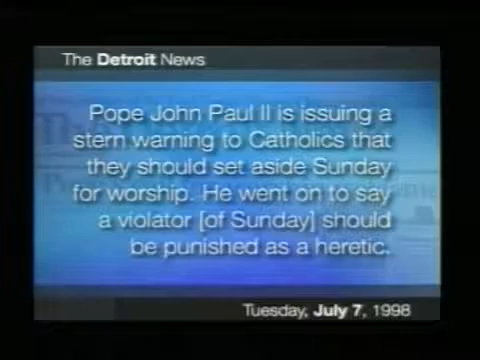 The Detroit News
Pope John Paul II is issuing a
stern warning to Catholics that
they should set aside Sunday
for worship. He went on to say
a violator [of Sunday] should
be punished as a heretic.
Tuesday, July 7, 1998